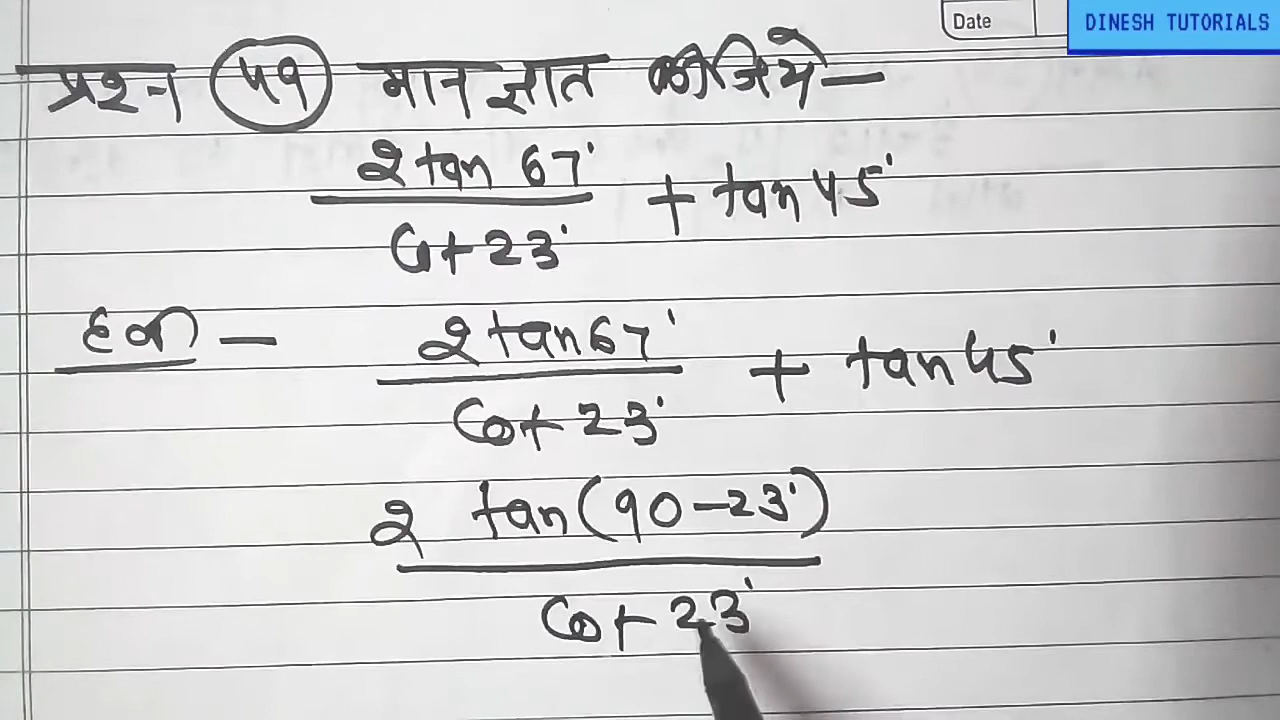 Date
DINESH TUTORIALS
प्रश्न ५१ मान ज्ञात कीजिये—
2 tan 67° + tan 45°
Cot 23°
हल — 2 tan 67° + tan 45°
Cot 23°
2 tan (90 - 23°)
Cot 23°